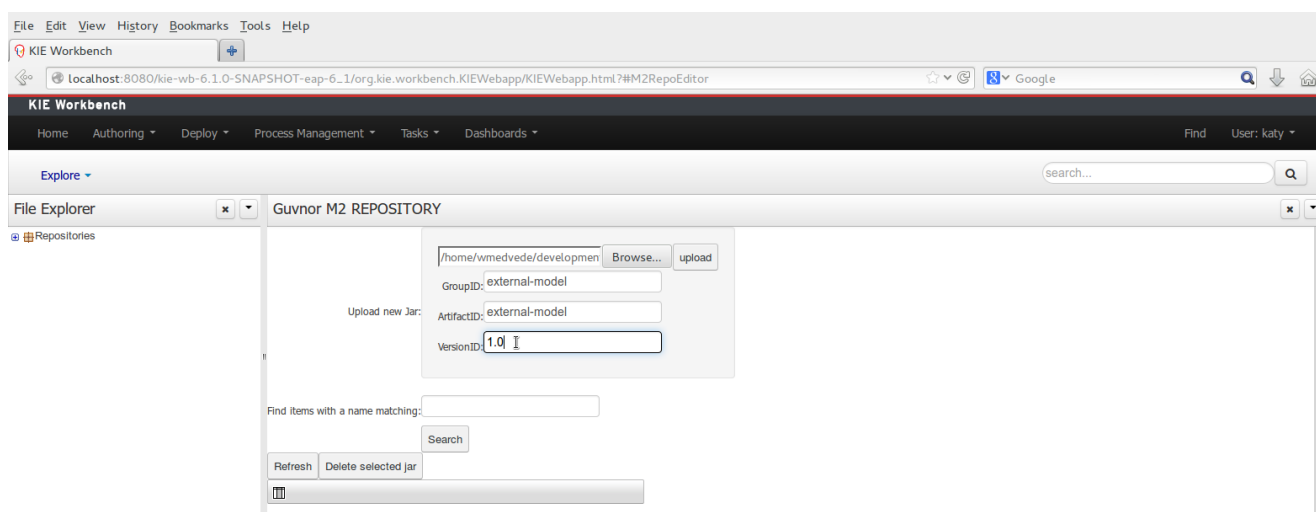 File Edit View History Bookmarks Tools Help
KIE Workbench
localhost:8080/kie-wb-6.1.0-SNAPSHOT-eap-6_1/org.kie.workbench.KIEWebapp/KIEWebapp.html?#M2RepoEditor Google
KIE Workbench
Home Authoring Deploy Process Management Tasks Dashboards Find User: katy
Explore search...
File Explorer Guvnor M2 REPOSITORY
Repositories
/home/wmedvede/developmen Browse... upload
GroupID: external-model
Upload new Jar: ArtifactID: external-model
VersionID: 1.0
Find items with a name matching:
Search
Refresh Delete selected jar